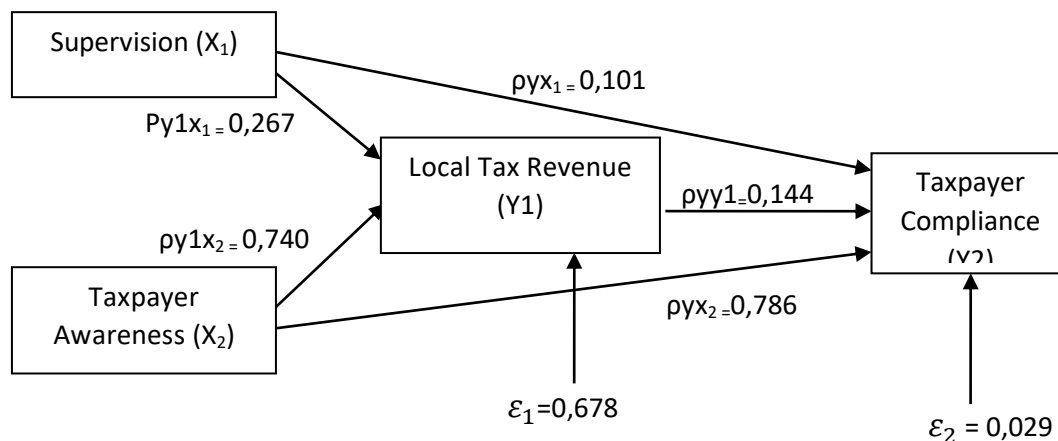 Supervision (X₁)
ρyx₁ = 0,101
Py1x₁ = 0,267
Local Tax Revenue
(Y1)
Taxpayer
Compliance
(Y2)
ρyy1=0,144
ρy1x₂ = 0,740
Taxpayer
Awareness (X₂)
ρyx₂ =0,786
ε₁=0,678
ε₂ = 0,029